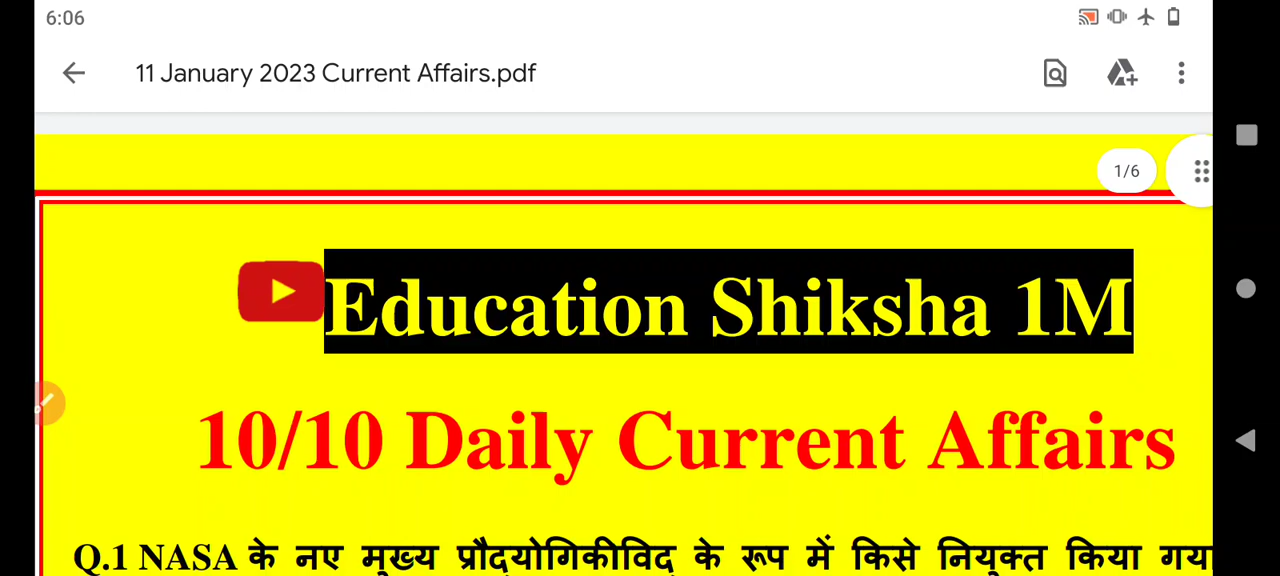 6:06
11 January 2023 Current Affairs.pdf
1/6
Education Shiksha 1M
10/10 Daily Current Affairs
Q.1 NASA के नए मुख्य प्रौद्योगिकीविद के रूप में किसे नियुक्त किया गया